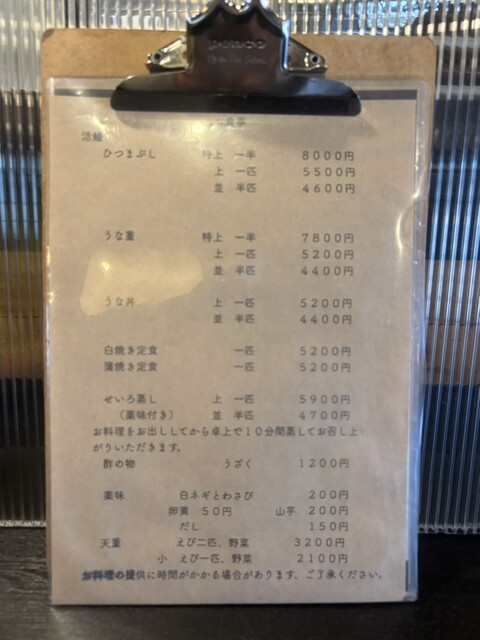 penco
お食事
活鰻
ひつまぶし 特上 一半 8000円
上 一匹 5500円
並 半匹 4600円
うな重 特上 一半 7800円
上 一匹 5200円
並 半匹 4400円
うな丼 上 一匹 5200円
並 半匹 4400円
白焼き定食 一匹 5200円
蒲焼き定食 一匹 5200円
せいろ蒸し 上 一匹 5900円
（薬味付き） 並 半匹 4700円
お料理をお出ししてから卓上で10分間蒸してお召し上
がりいただきます。
酢の物 うざく 1200円
薬味 白ネギとわさび 200円
卵黄 50円 山芋 200円
だし 150円
天重 えび二匹、野菜 3200円
小 えび一匹、野菜 2100円
お料理の提供に時間がかかる場合があります、ご了承ください。